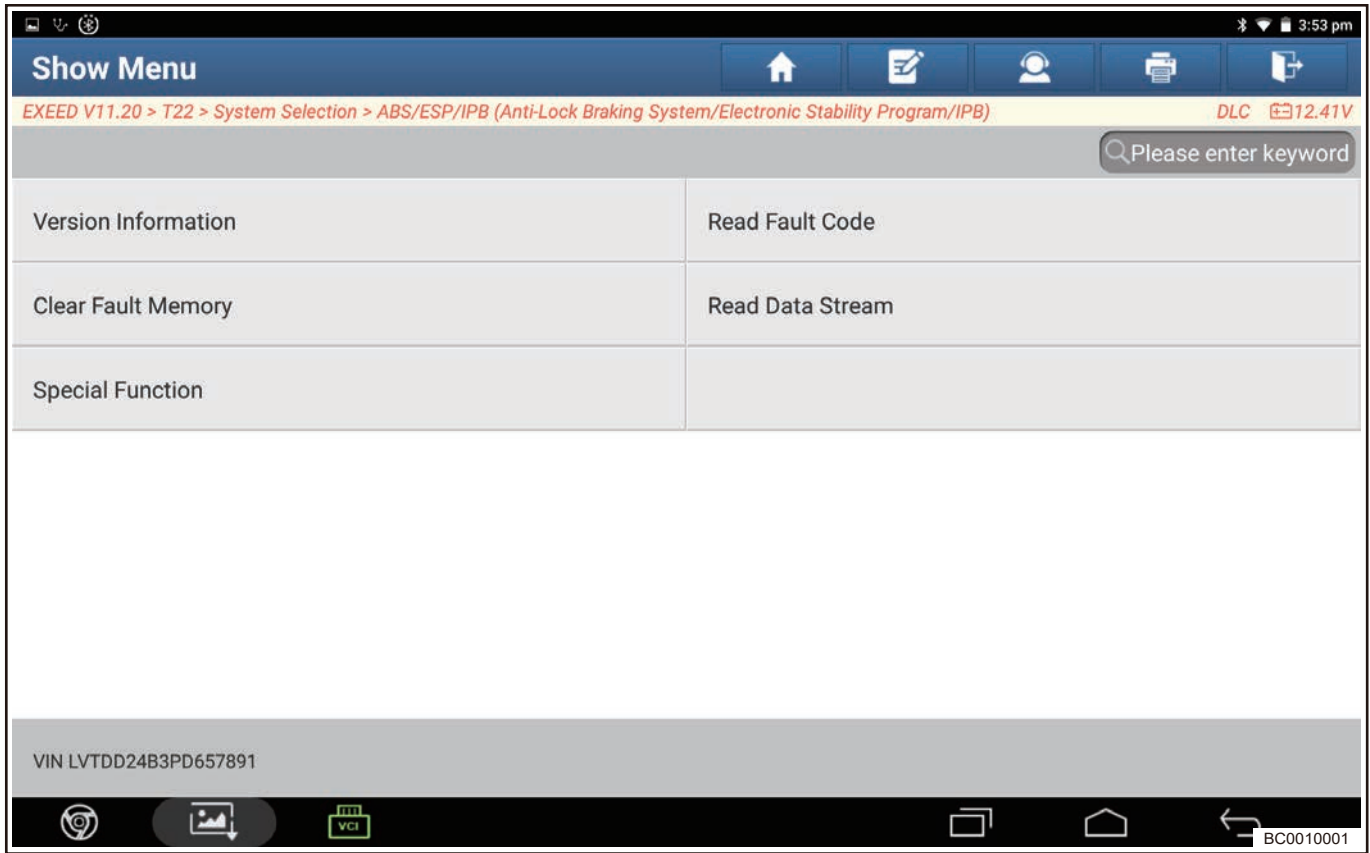 3:53 pm
Show Menu
EXEED V11.20 > T22 > System Selection > ABS/ESP/IPB (Anti-Lock Braking System/Electronic Stability Program/IPB) DLC 12.41V
Please enter keyword
Version Information Read Fault Code
Clear Fault Memory Read Data Stream
Special Function
VIN LVTDD24B3PD657891
VCI
BC0010001